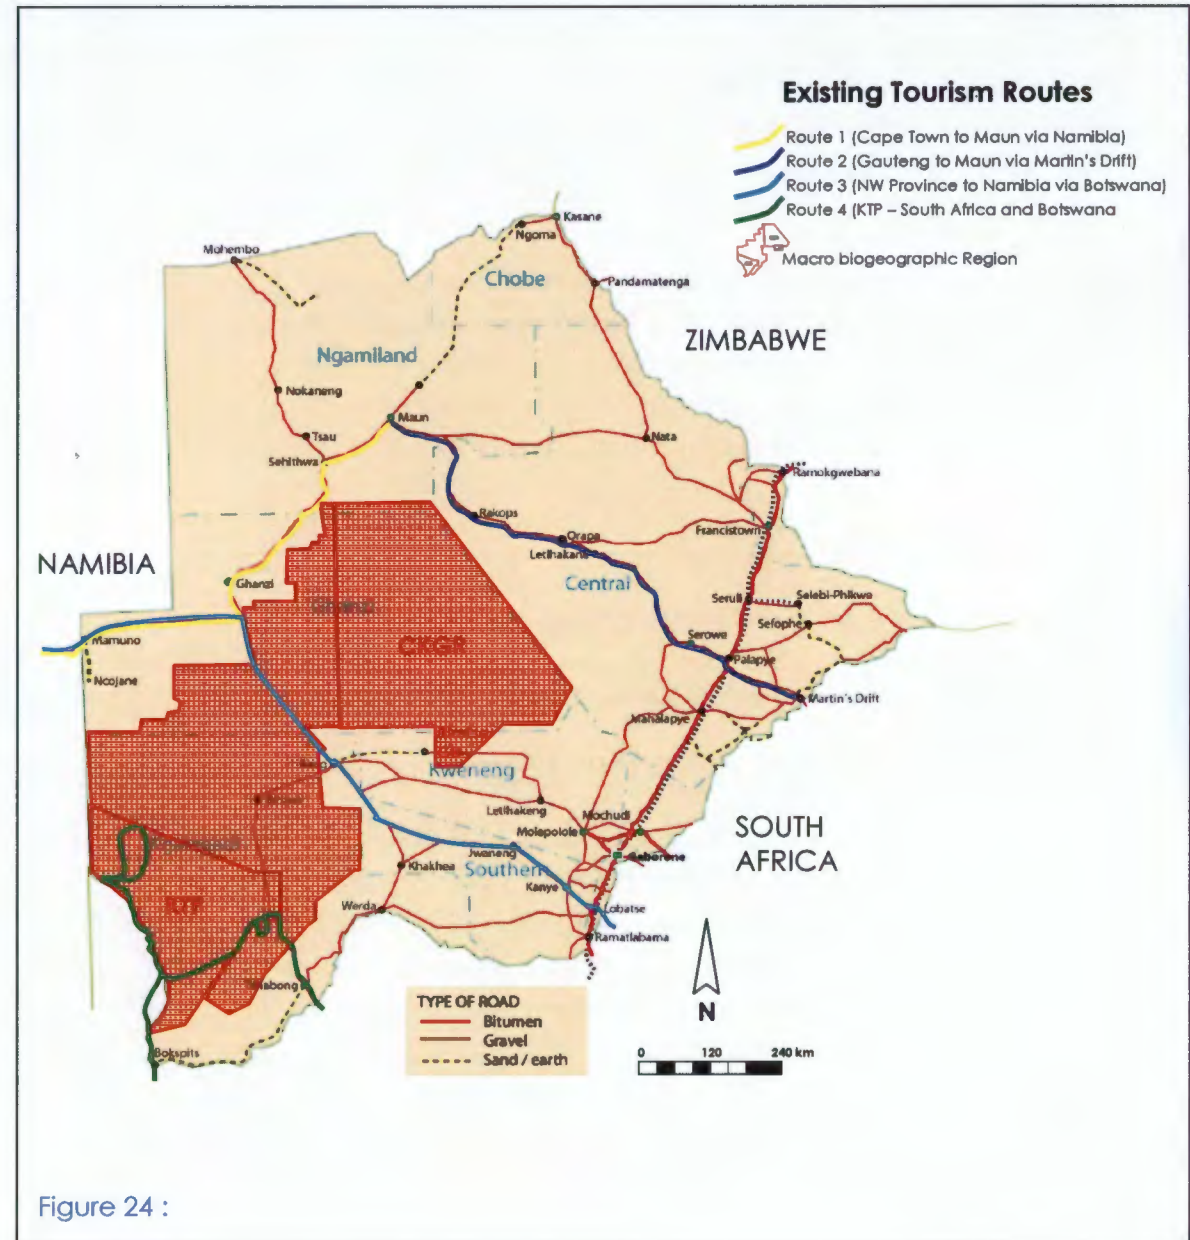 Existing Tourism Routes
Route 1 (Cape Town to Maun via Namibia)
Route 2 (Gauteng to Maun via Martin's Drift)
Route 3 (NW Province to Namibia via Botswana)
Route 4 (KTP – South Africa and Botswana
Macro biogeographic Region
Kasane
Ngoma
Mohembo
Chobe
Pandamatenga
ZIMBABWE
Ngamiland
Nokaneng
Maun
Tsau
Nata
Sehithwa
Ramokgwebana
Rakops
Francistown
Orapa
Letlhakane
NAMIBIA
Ghanzi
Central
Serule
Selebi-Phikwe
Sefophe
Serowe
Mamuno
CKGR
Palapye
Ncojane
Martin's Drift
Mahalapye
Kweneng
Letlhakeng
Mochudi
Molepolole
SOUTH
AFRICA
Jwaneng
Gaborone
Khakhea
Southern
Kanye
Werda
Lobatse
Ramatlabama
Bokspits
N
TYPE OF ROAD
Bitumen
Gravel
Sand / earth
0 120 240 km
Figure 24 :